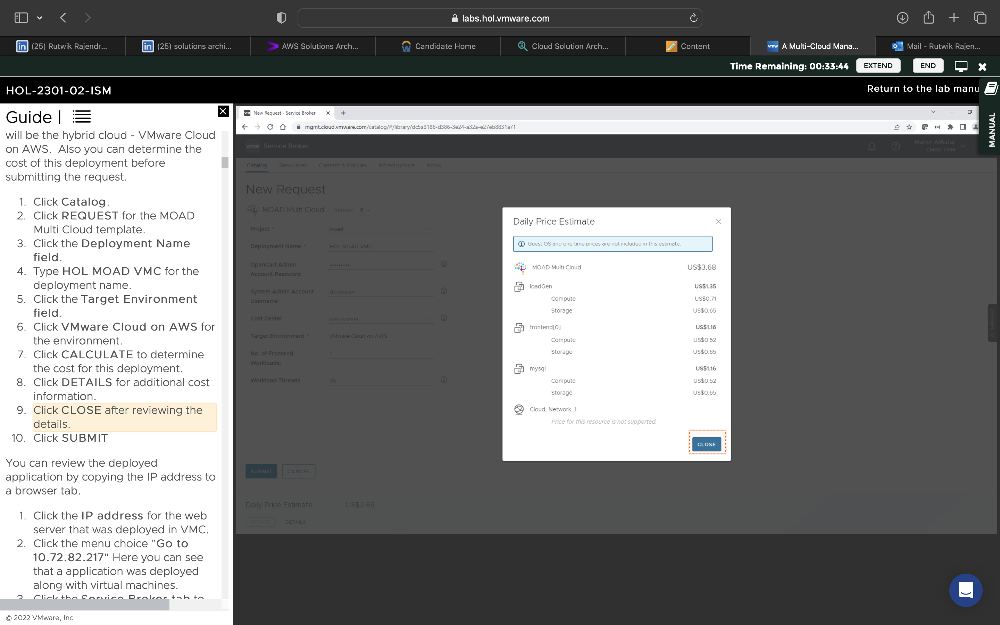 labs.hol.vmware.com
(25) Rutwik Rajendr...
(25) solutions archi...
AWS Solutions Arch...
Candidate Home
Cloud Solution Arch...
Content
vmw A Multi-Cloud Mana...
Mail - Rutwik Rajen...
Time Remaining: 00:33:44
EXTEND
END
HOL-2301-02-ISM
Return to the lab manu
MANUAL
Guide |
will be the hybrid cloud - VMware Cloud
on AWS.  Also you can determine the
cost of this deployment before
submitting the request.
1. Click Catalog.
2. Click REQUEST for the MOAD
Multi Cloud template.
3. Click the Deployment Name
field.
4. Type HOL MOAD VMC for the
deployment name.
5. Click the Target Environment
field.
6. Click VMware Cloud on AWS for
the environment.
7. Click CALCULATE to determine
the cost for this deployment.
8. Click DETAILS for additional cost
information.
9. Click CLOSE after reviewing the
details.
10. Click SUBMIT
You can review the deployed
application by copying the IP address to
a browser tab.
1. Click the IP address for the web
server that was deployed in VMC.
2. Click the menu choice "Go to
10.72.82.217" Here you can see
that a application was deployed
along with virtual machines.
3. Click the Service Broker tab to
© 2022 VMware, Inc
vm New Request - Service Broker
mgmt.cloud.vmware.com/catalog/#/library/dc5a3186-d386-3e24-a32a-e27eb8831a71
vmw Service Broker
Maher AlAsfar
CMBU TMM
Catalog
Resources
Content & Policies
Infrastructure
Inbox
New Request
MOAD Multi Cloud
Version 6
Project *
moad
Deployment Name *
HOL MOAD VMC
OpenCart Admin
Account Password
•••••••••
System Admin Account
Username
demouser
Cost Center
engineering
Target Environment *
VMware Cloud on AWS
No. of Frontend
Workloads:
1
Workload Threads
25
SUBMIT
CANCEL
Daily Price Estimate
US$3.68
UPDATE
DETAILS
SUPPORT
Daily Price Estimate
Guest OS and one time prices are not included in this estimate.
MOAD Multi Cloud US$3.68
loadGen US$1.35
Compute US$0.71
Storage US$0.65
frontend[0] US$1.16
Compute US$0.52
Storage US$0.65
mysql US$1.16
Compute US$0.52
Storage US$0.65
Cloud_Network_1
Price for this resource is not supported.
CLOSE